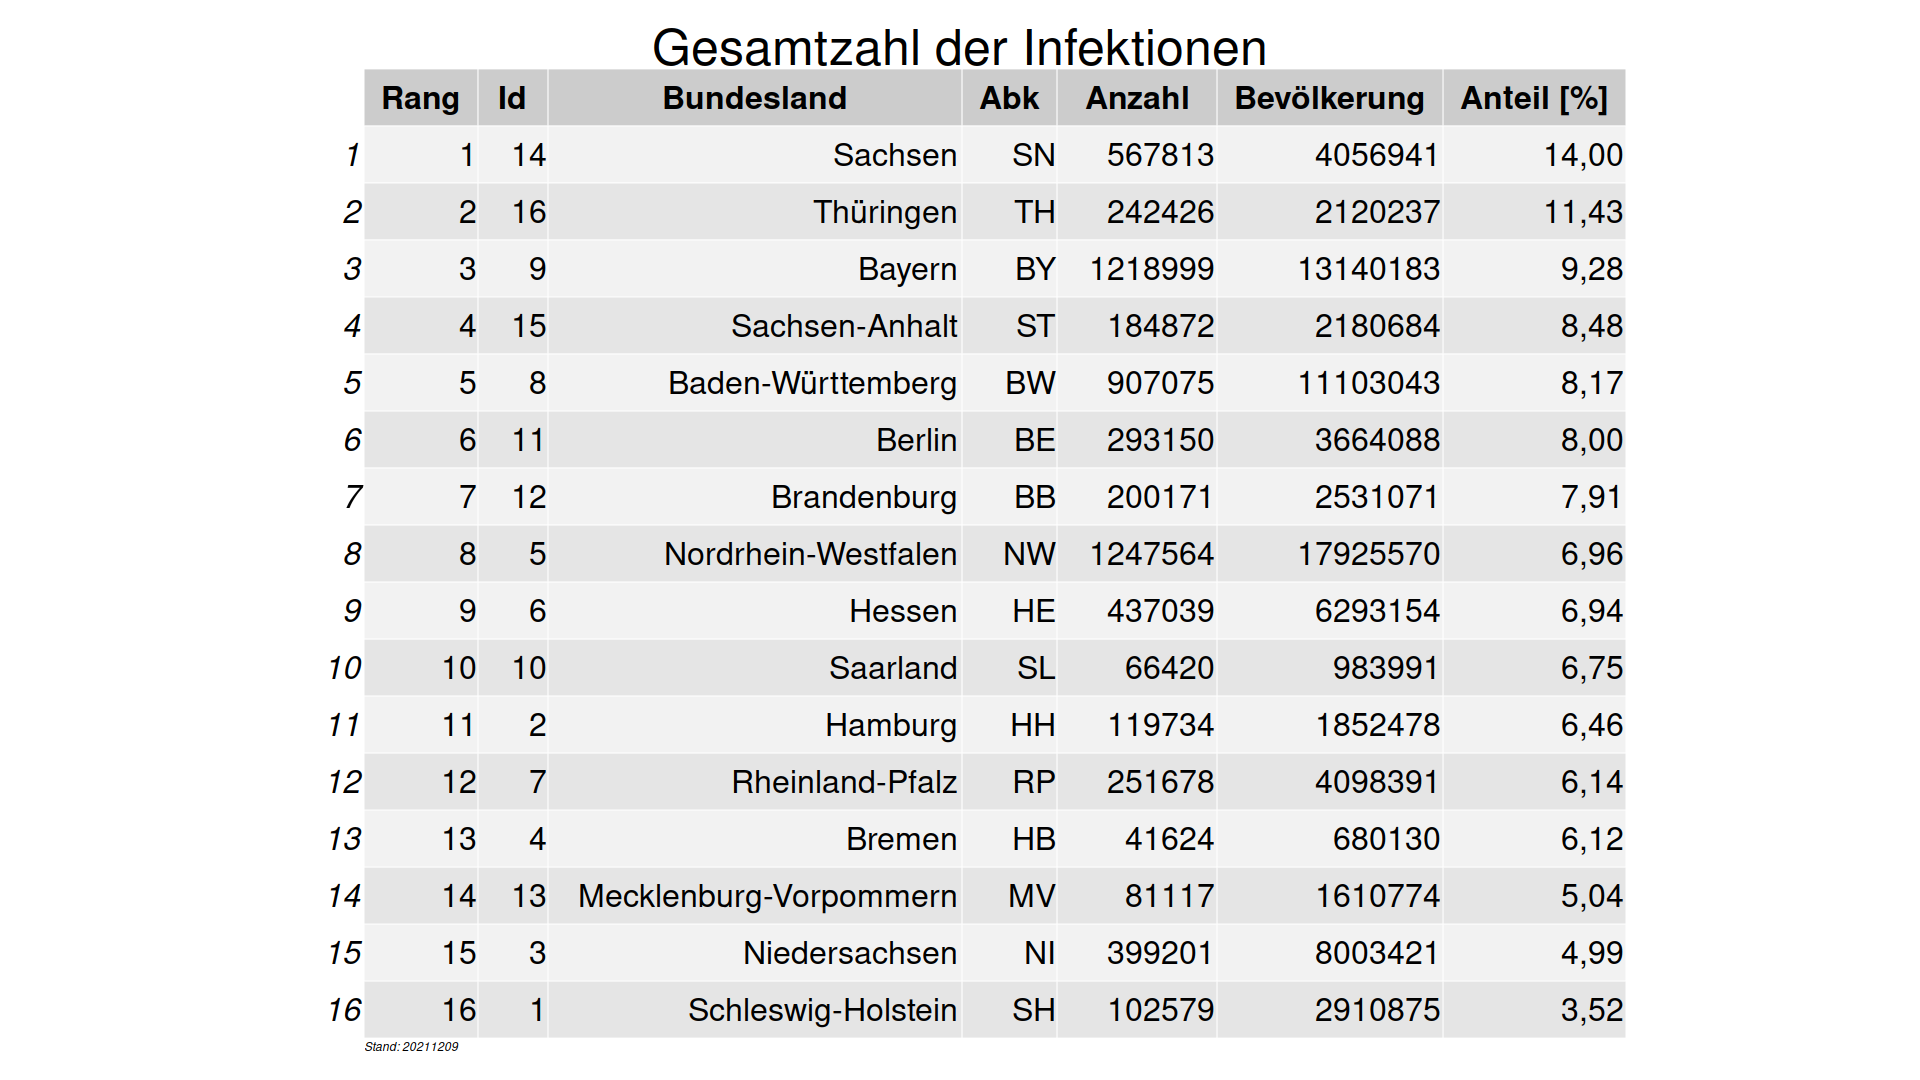 Gesamtzahl der Infektionen
Rang Id Bundesland Abk Anzahl Bevölkerung Anteil [%]
1 1 14 Sachsen SN 567813 4056941 14,00
2 2 16 Thüringen TH 242426 2120237 11,43
3 3 9 Bayern BY 1218999 13140183 9,28
4 4 15 Sachsen-Anhalt ST 184872 2180684 8,48
5 5 8 Baden-Württemberg BW 907075 11103043 8,17
6 6 11 Berlin BE 293150 3664088 8,00
7 7 12 Brandenburg BB 200171 2531071 7,91
8 8 5 Nordrhein-Westfalen NW 1247564 17925570 6,96
9 9 6 Hessen HE 437039 6293154 6,94
10 10 10 Saarland SL 66420 983991 6,75
11 11 2 Hamburg HH 119734 1852478 6,46
12 12 7 Rheinland-Pfalz RP 251678 4098391 6,14
13 13 4 Bremen HB 41624 680130 6,12
14 14 13 Mecklenburg-Vorpommern MV 81117 1610774 5,04
15 15 3 Niedersachsen NI 399201 8003421 4,99
16 16 1 Schleswig-Holstein SH 102579 2910875 3,52
Stand: 20211209